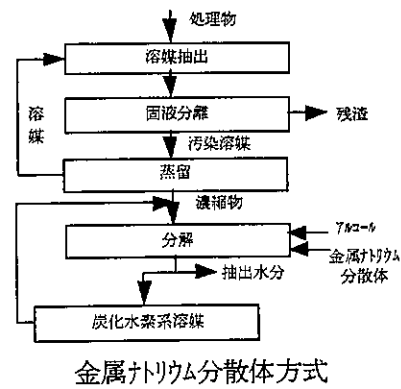 処理物
溶媒抽出
固液分離
残渣
溶媒
汚染溶媒
蒸留
濃縮物
分解
アルコール
金属ナトリウム
分散体
抽出水分
炭化水素系溶媒
金属ナトリウム分散体方式